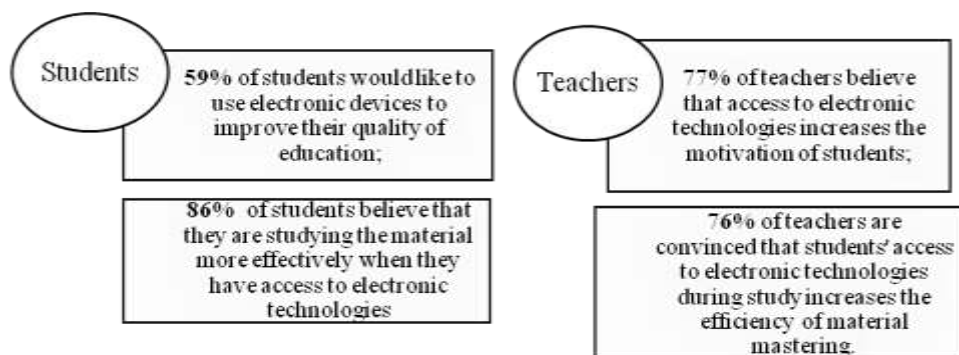 Students
59% of students would like to
use electronic devices to
improve their quality of
education;
86% of students believe that
they are studying the material
more effectively when they
have access to electronic
technologies
Teachers
77% of teachers believe
that access to electronic
technologies increases the
motivation of students;
76% of teachers are
convinced that students' access
to electronic technologies
during study increases the
efficiency of material
mastering.